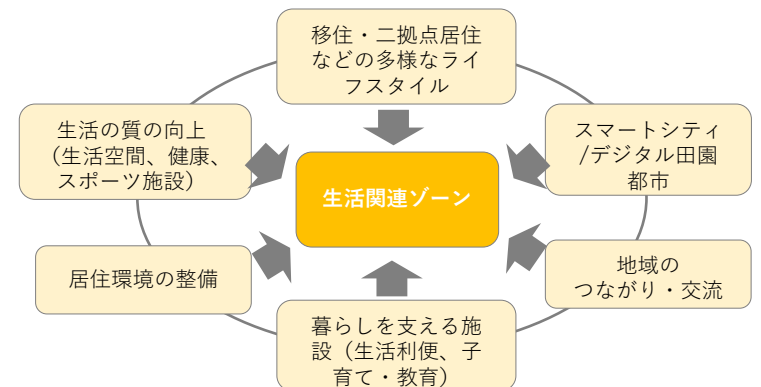 移住・二拠点居住
などの多様なライ
フスタイル
生活の質の向上
（生活空間、健康、
スポーツ施設）
スマートシティ
/デジタル田園
都市
生活関連ゾーン
居住環境の整備
地域の
つながり・交流
暮らしを支える施
設（生活利便、子
育て・教育）